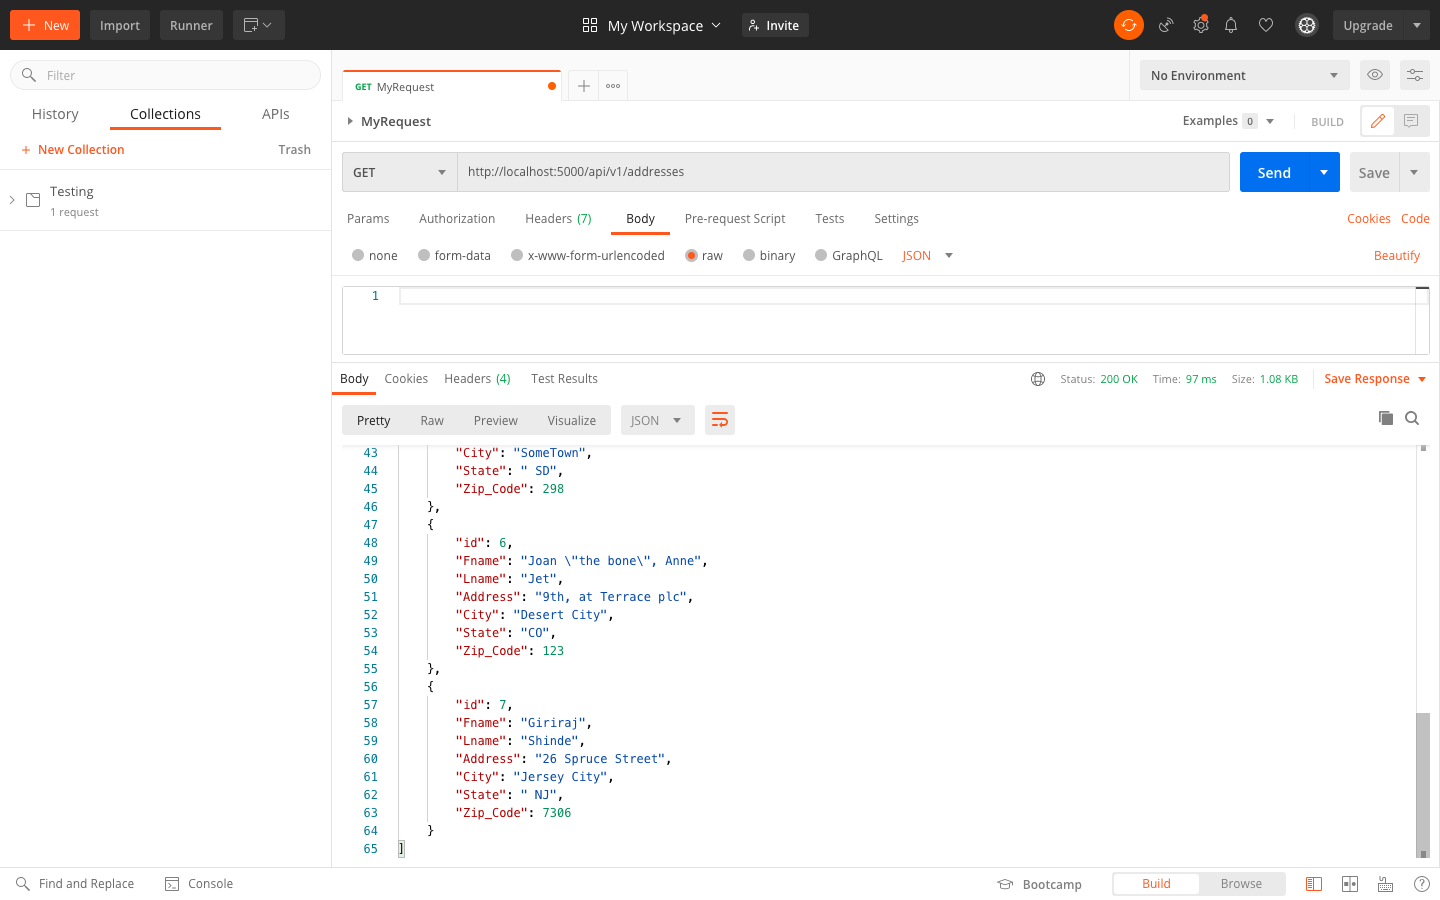 New Import Runner My Workspace Invite Upgrade
Filter
History Collections APIs
+ New Collection Trash
Testing
1 request
GET MyRequest
No Environment
MyRequest Examples 0 BUILD
GET http://localhost:5000/api/v1/addresses Send Save
Params Authorization Headers (7) Body Pre-request Script Tests Settings Cookies Code
none form-data x-www-form-urlencoded raw binary GraphQL JSON Beautify
1
Body Cookies Headers (4) Test Results Status: 200 OK Time: 97 ms Size: 1.08 KB Save Response
Pretty Raw Preview Visualize JSON
43 "City": "SomeTown",
44 "State": " SD",
45 "Zip_Code": 298
46 },
47 {
48 "id": 6,
49 "Fname": "Joan \"the bone\", Anne",
50 "Lname": "Jet",
51 "Address": "9th, at Terrace plc",
52 "City": "Desert City",
53 "State": "CO",
54 "Zip_Code": 123
55 },
56 {
57 "id": 7,
58 "Fname": "Giriraj",
59 "Lname": "Shinde",
60 "Address": "26 Spruce Street",
61 "City": "Jersey City",
62 "State": " NJ",
63 "Zip_Code": 7306
64 }
65 ]
Find and Replace Console Bootcamp Build Browse